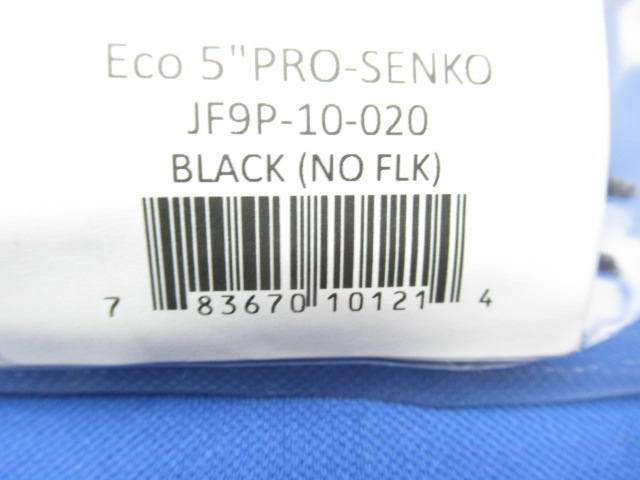 Eco 5"PRO-SENKO
JF9P-10-020
BLACK (NO FLK)
7 83670 10121 4